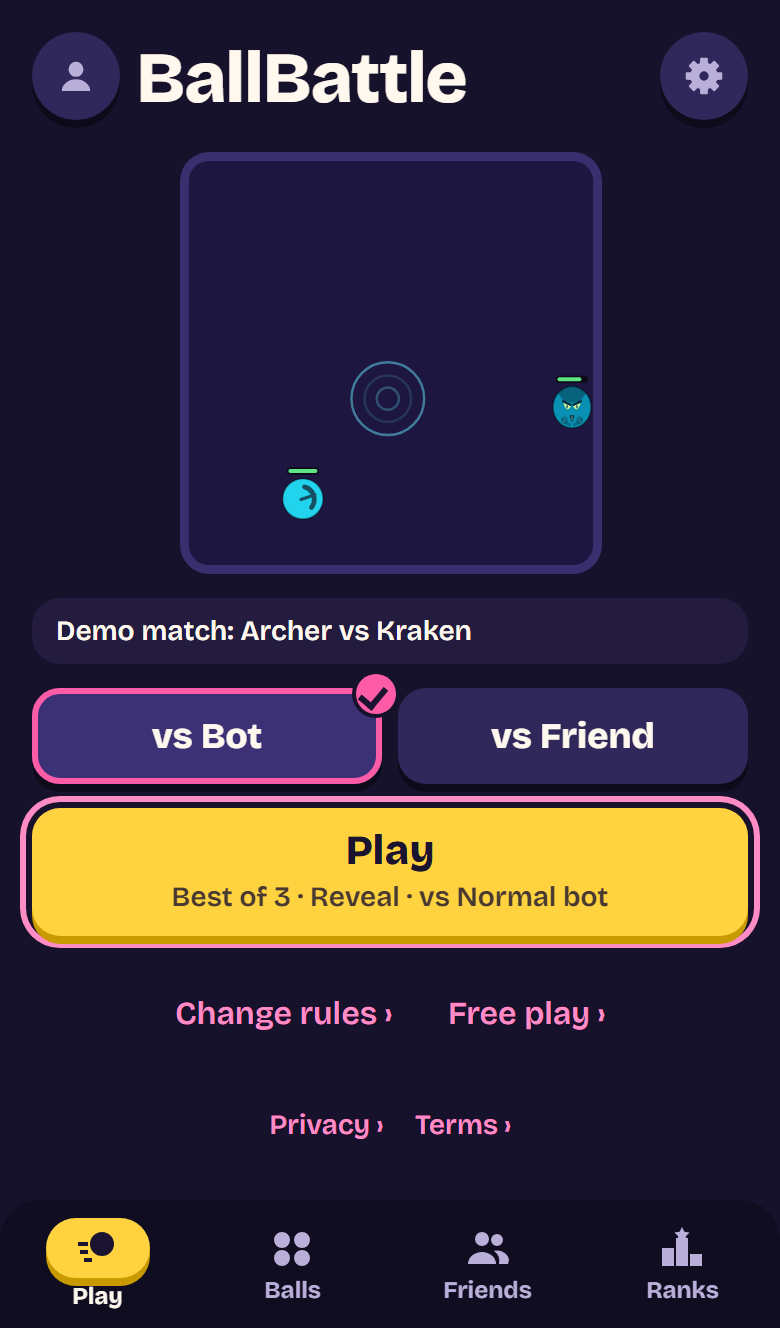 BallBattle
Demo match: Archer vs Kraken
vs Bot
vs Friend
Play
Best of 3 · Reveal · vs Normal bot
Change rules ›
Free play ›
Privacy ›
Terms ›
Play
Balls
Friends
Ranks